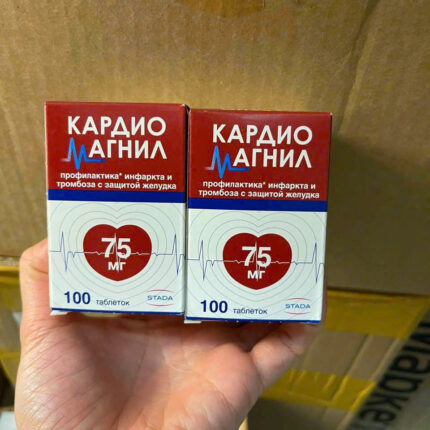 КАРДИО
МАГНИЛ
профилактика* инфаркта и
тромбоза с защитой желудка
75
МГ
100 таблеток
STADA
КАРДИО
МАГНИЛ
профилактика* инфаркта и
тромбоза с защитой желудка
75
МГ
100 таблеток
STADA